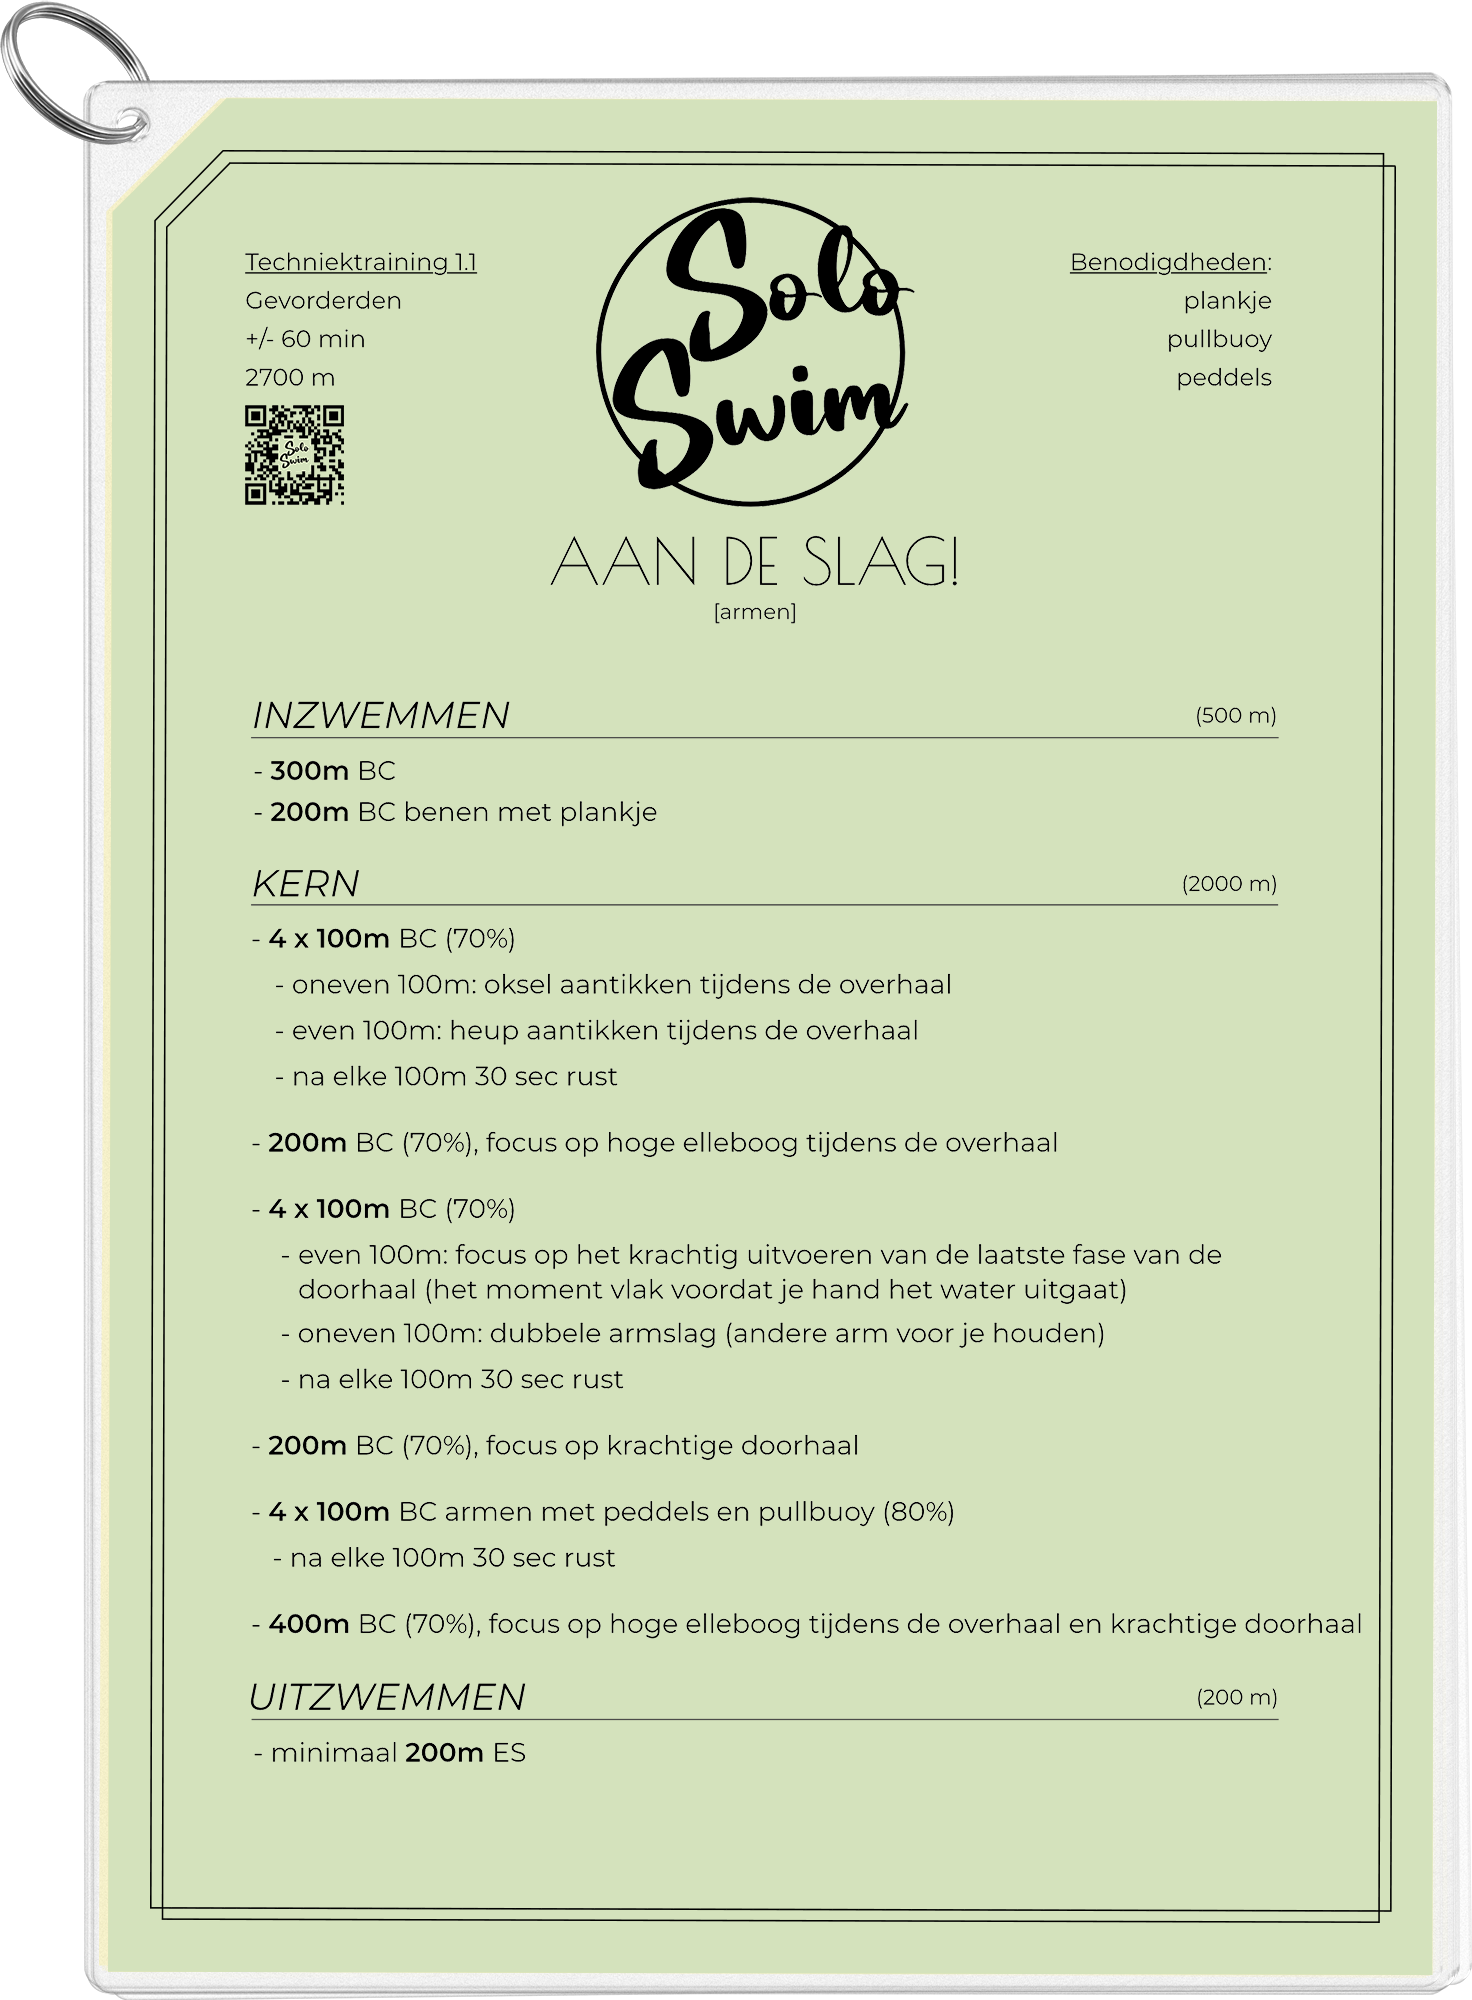 Techniektraining 1.1
Gevorderden
+/- 60 min
2700 m
Solo
Swim
Solo
Swim
Benodigdheden:
plankje
pullbuoy
peddels
AAN DE SLAG!
[armen]
INZWEMMEN (500 m)
- 300m BC
- 200m BC benen met plankje
KERN (2000 m)
- 4 x 100m BC (70%)
- oneven 100m: oksel aantikken tijdens de overhaal
- even 100m: heup aantikken tijdens de overhaal
- na elke 100m 30 sec rust
- 200m BC (70%), focus op hoge elleboog tijdens de overhaal
- 4 x 100m BC (70%)
- even 100m: focus op het krachtig uitvoeren van de laatste fase van de
doorhaal (het moment vlak voordat je hand het water uitgaat)
- oneven 100m: dubbele armslag (andere arm voor je houden)
- na elke 100m 30 sec rust
- 200m BC (70%), focus op krachtige doorhaal
- 4 x 100m BC armen met peddels en pullbuoy (80%)
- na elke 100m 30 sec rust
- 400m BC (70%), focus op hoge elleboog tijdens de overhaal en krachtige doorhaal
UITZWEMMEN (200 m)
- minimaal 200m ES